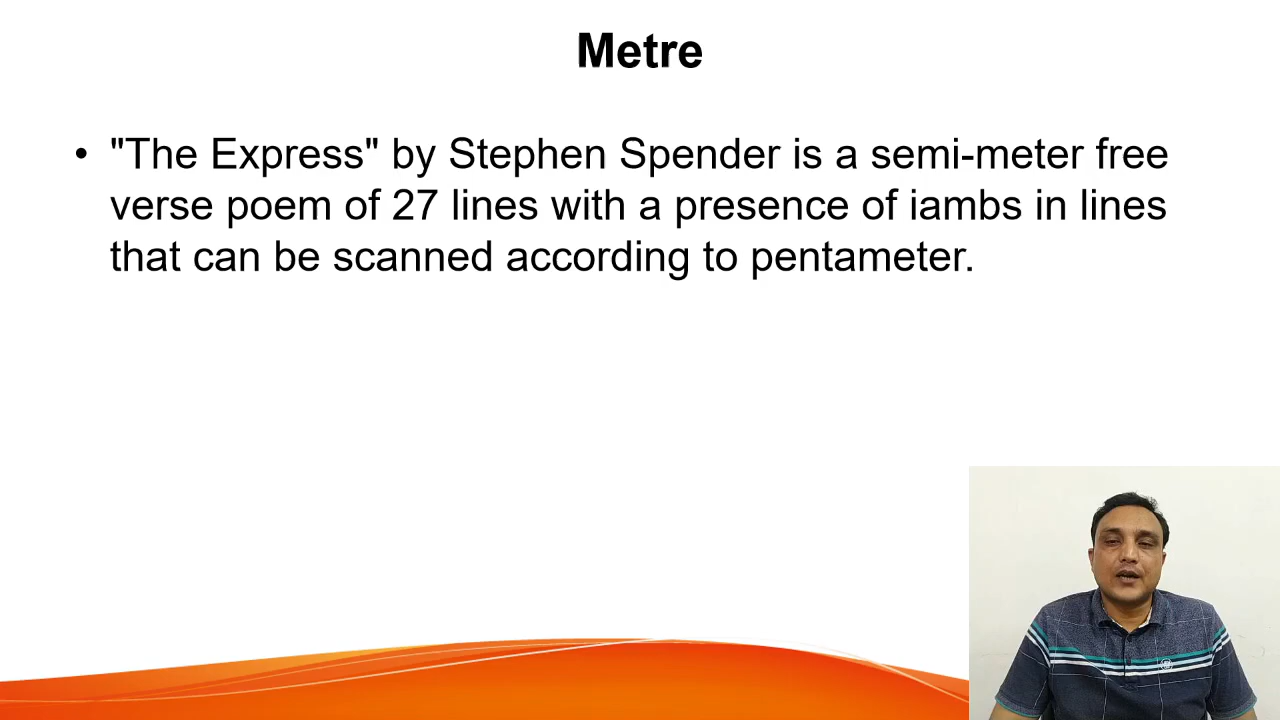 Metre
• "The Express" by Stephen Spender is a semi-meter free
verse poem of 27 lines with a presence of iambs in lines
that can be scanned according to pentameter.